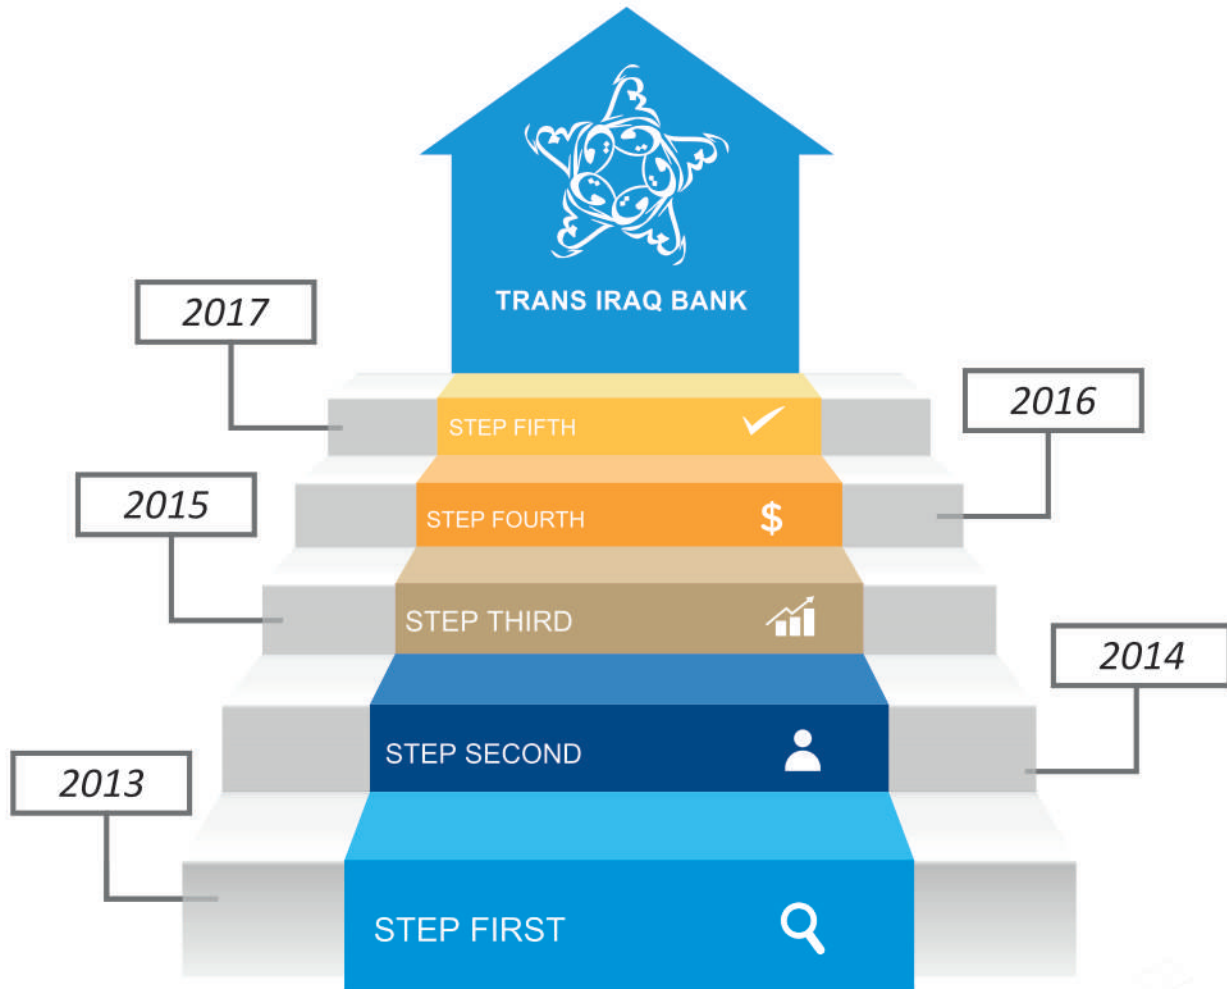 TRANS IRAQ BANK
2017
2016
STEP FIFTH
2015
STEP FOURTH
$
STEP THIRD
2014
STEP SECOND
2013
STEP FIRST